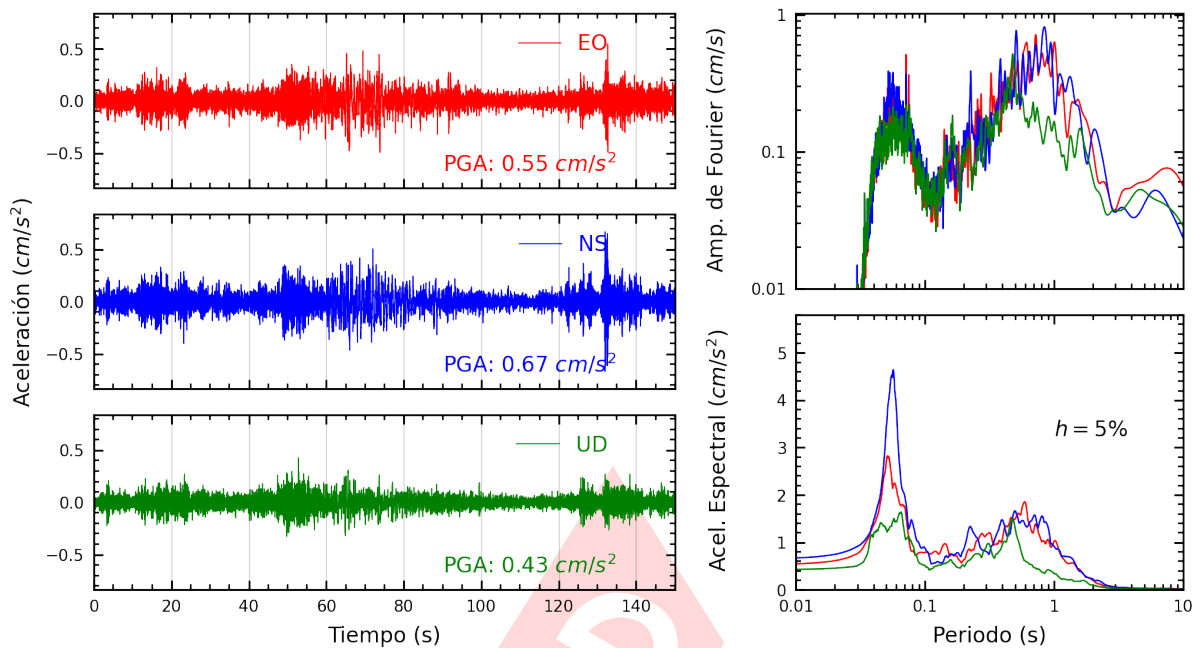 Aceleración (cm/s²)
0.5
0.0
−0.5
EO
PGA: 0.55 cm/s²
0.5
0.0
−0.5
NS
PGA: 0.67 cm/s²
0.5
0.0
−0.5
UD
PGA: 0.43 cm/s²
0 20 40 60 80 100 120 140
Tiempo (s)
Amp. de Fourier (cm/s)
1
0.1
0.01
Acel. Espectral (cm/s²)
5
4
3
2
1
0
h = 5%
0.01 0.1 1 10
Periodo (s)